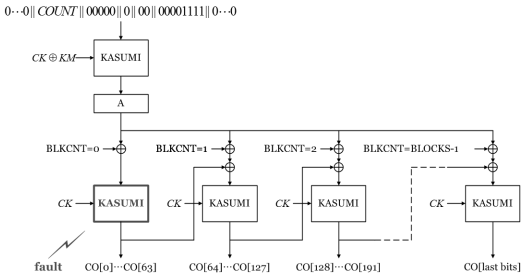 0⋯0‖COUNT‖00000‖0‖00‖00001111‖0⋯0
CK⊕KM
KASUMI
A
BLKCNT=0
BLKCNT=1
BLKCNT=2
BLKCNT=BLOCKS-1
CK
KASUMI
CK
KASUMI
CK
KASUMI
CK
KASUMI
fault
CO[0]⋯CO[63]
CO[64]⋯CO[127]
CO[128]⋯CO[191]
CO[last bits]